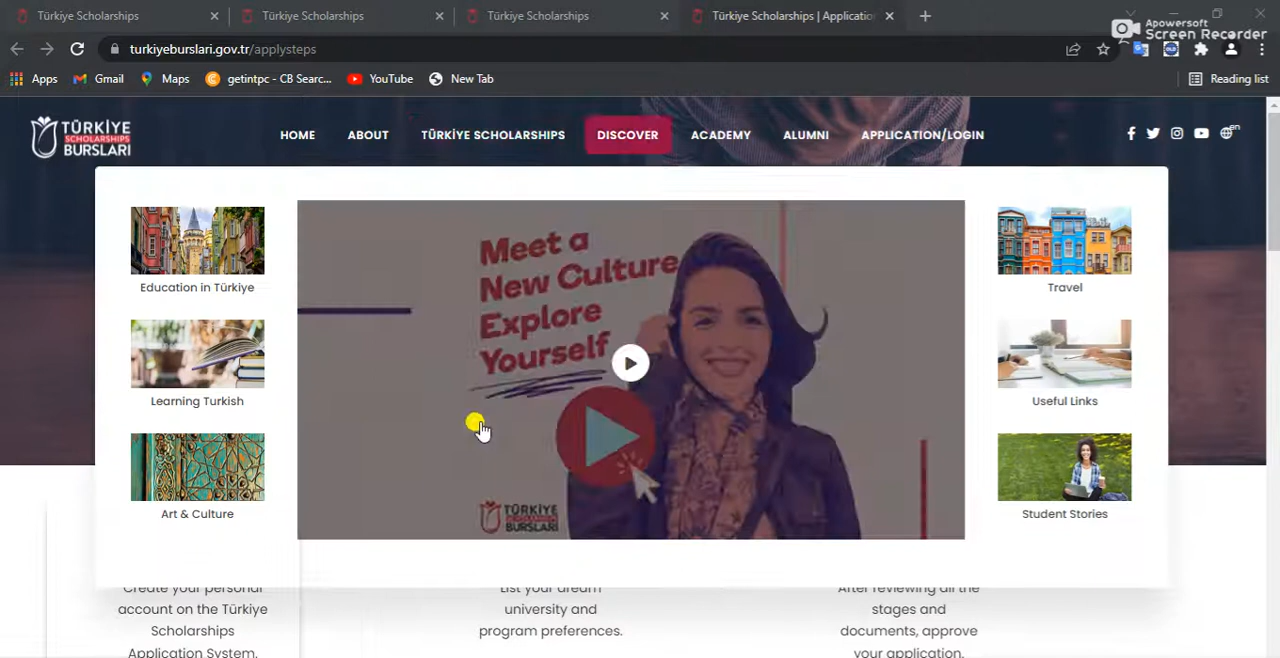 Türkiye Scholarships
Türkiye Scholarships
Türkiye Scholarships
Türkiye Scholarships | Applicatio
Apowersoft
Screen Recorder
turkiyeburslari.gov.tr/applysteps
Apps
Gmail
Maps
getintpc - CB Searc...
YouTube
New Tab
Reading list
TÜRKİYE
SCHOLARSHIPS
BURSLARI
HOME
ABOUT
TÜRKİYE SCHOLARSHIPS
DISCOVER
ACADEMY
ALUMNI
APPLICATION/LOGIN
en
Education in Türkiye
Learning Turkish
Art & Culture
Meet a
New Culture
Explore
Yourself
TÜRKİYE
SCHOLARSHIPS
BURSLARI
Travel
Useful Links
Student Stories
Create your personal
account on the Türkiye
Scholarships
Application System.
List your dream
university and
program preferences.
After reviewing all the
stages and
documents, approve
your application.